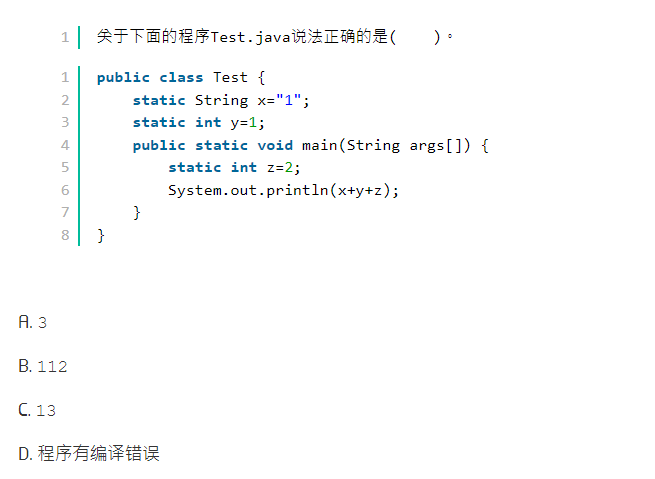 1 关于下面的程序Test.java说法正确的是(    )。
1 public class Test {
2     static String x="1";
3     static int y=1;
4     public static void main(String args[]) {
5         static int z=2;
6         System.out.println(x+y+z);
7     }
8 }
A. 3
B. 112
C. 13
D. 程序有编译错误